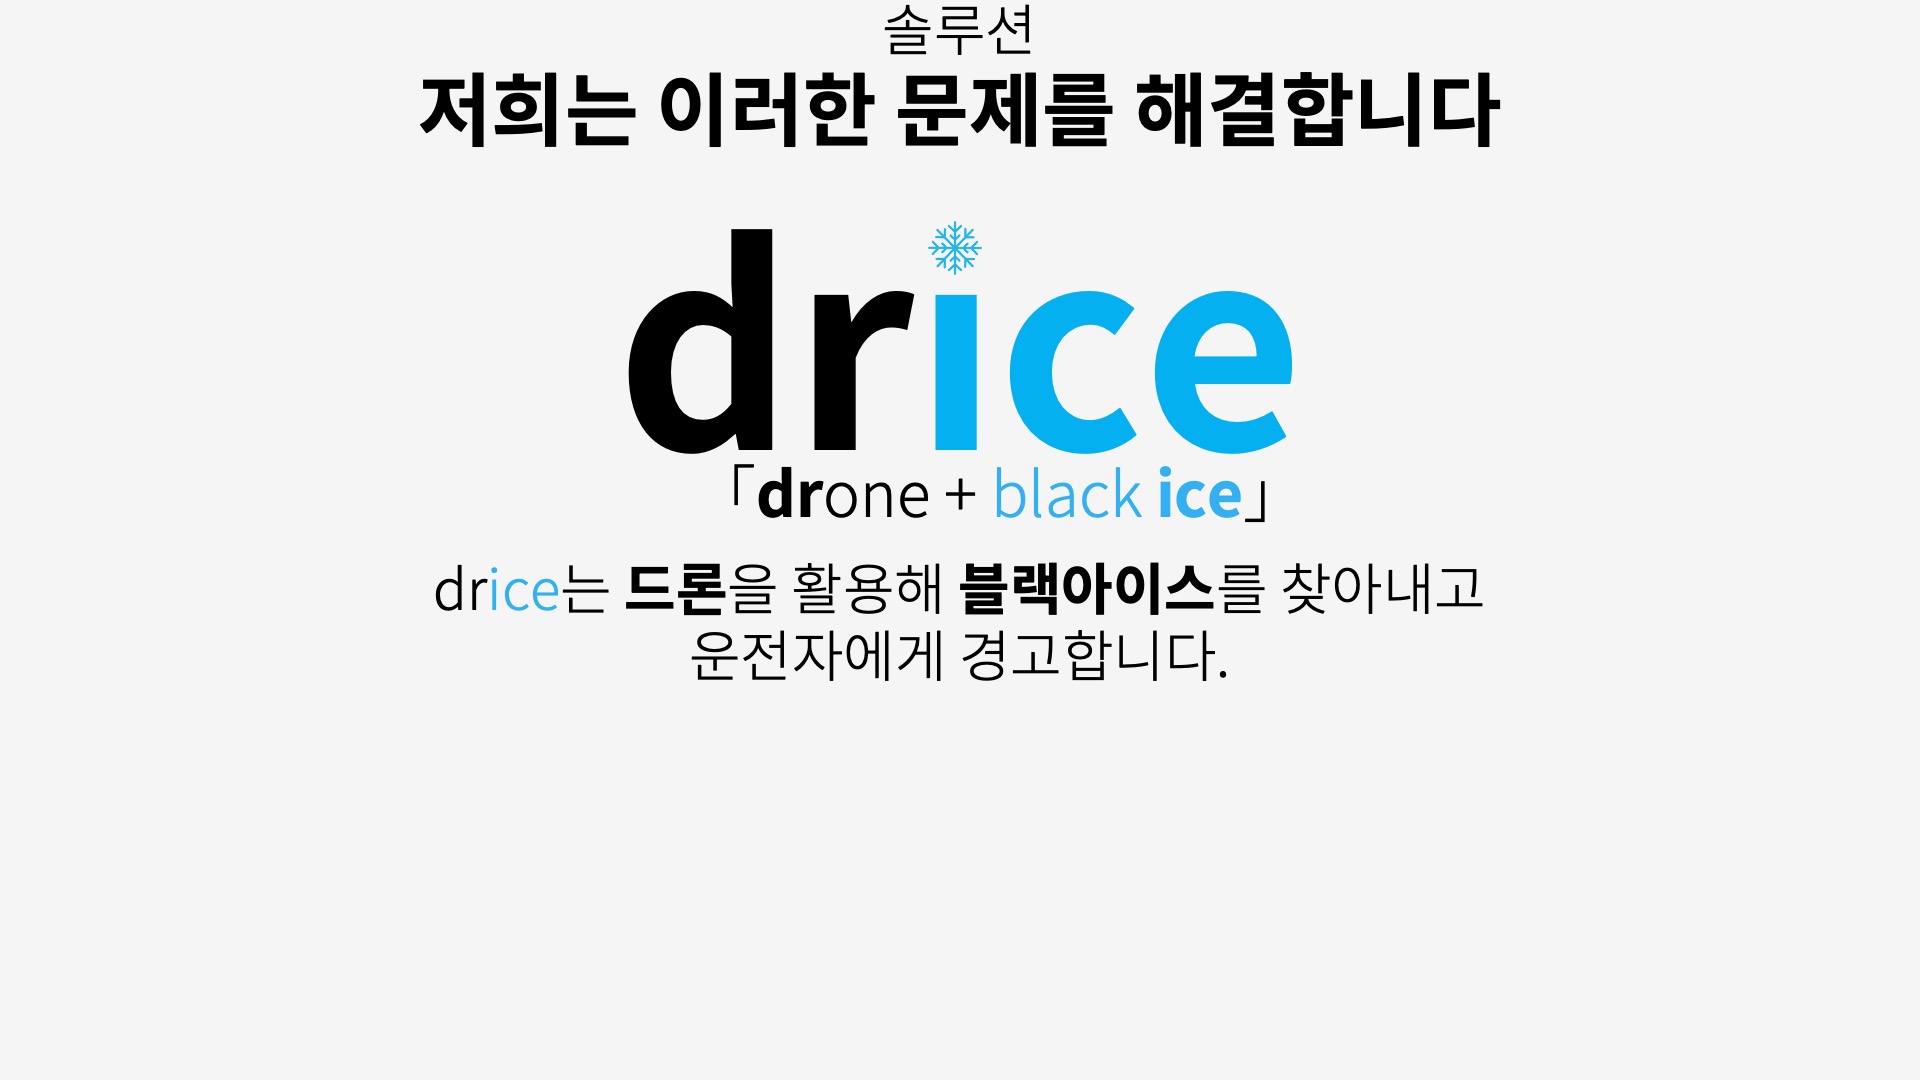 솔루션
저희는 이러한 문제를 해결합니다
drice
「drone + black ice」
drice는 드론을 활용해 블랙아이스를 찾아내고
운전자에게 경고합니다.